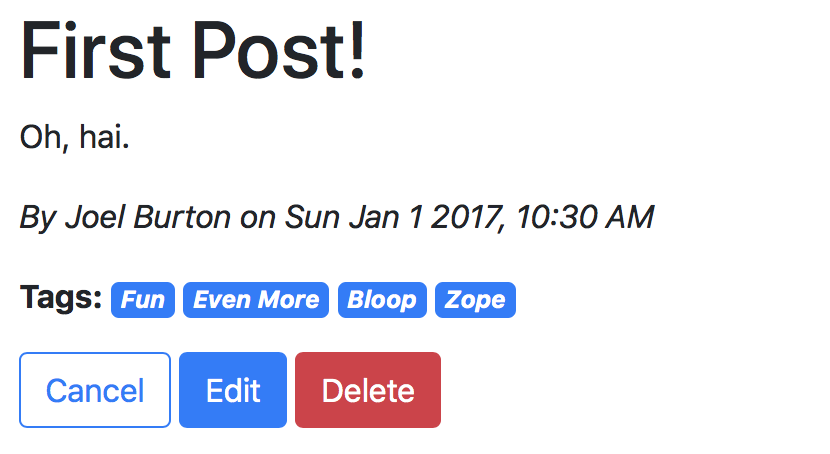 First Post!
Oh, hai.
By Joel Burton on Sun Jan 1 2017, 10:30 AM
Tags: Fun Even More Bloop Zope
Cancel Edit Delete